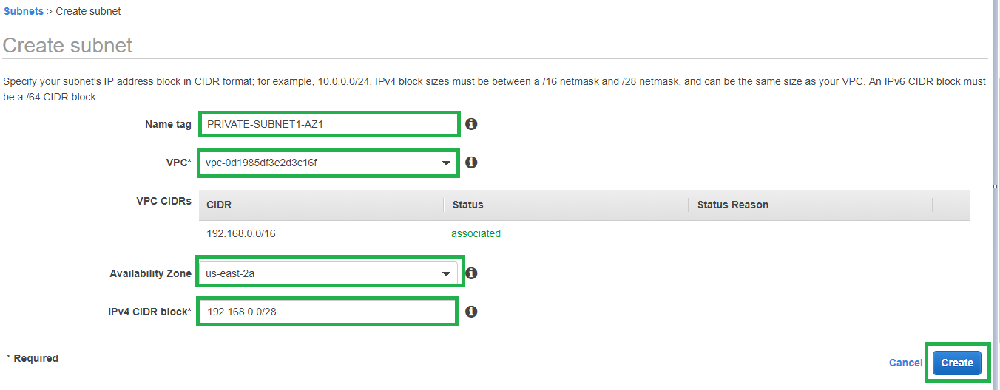 Subnets > Create subnet
Create subnet
Specify your subnet's IP address block in CIDR format; for example, 10.0.0.0/24. IPv4 block sizes must be between a /16 netmask and /28 netmask, and can be the same size as your VPC. An IPv6 CIDR block must
be a /64 CIDR block.
Name tag PRIVATE-SUBNET1-AZ1
VPC* vpc-0d1985df3e2d3c16f
VPC CIDRs CIDR Status Status Reason
192.168.0.0/16 associated
Availability Zone us-east-2a
IPv4 CIDR block* 192.168.0.0/28
* Required
Cancel Create